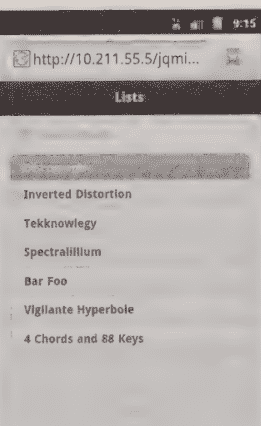 9:15
http://10.211.55.5/jqmi...
Lists
Inverted Distortion
Tekknowlegy
Spectralillium
Bar Foo
Vigilante Hyperbole
4 Chords and 88 Keys